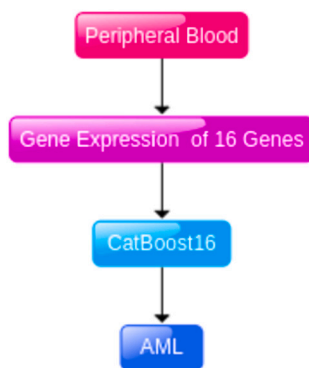 Peripheral Blood
Gene Expression of 16 Genes
CatBoost16
AML